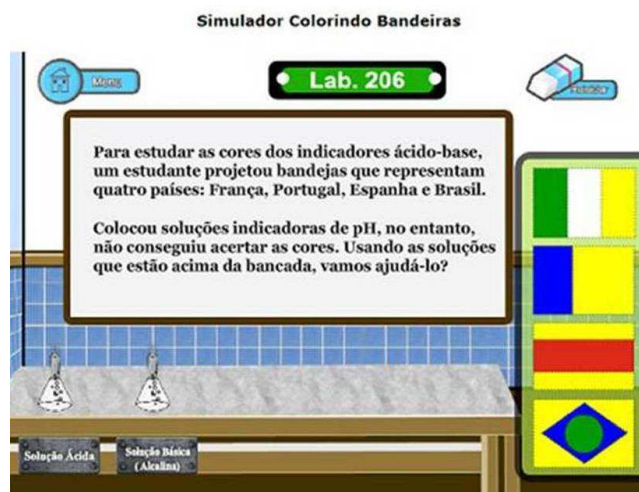 Simulador Colorindo Bandeiras
Menu
Lab. 206
Para estudar as cores dos indicadores ácido-base,
um estudante projetou bandejas que representam
quatro países: França, Portugal, Espanha e Brasil.
Colocou soluções indicadoras de pH, no entanto,
não conseguiu acertar as cores. Usando as soluções
que estão acima da bancada, vamos ajudá-lo?
Solução Ácida
Solução Básica
(Alcalina)